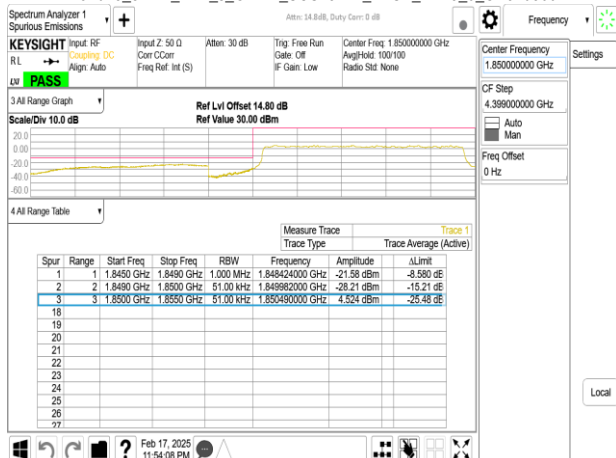 Spectrum Analyzer 1
Spurious Emissions
+
Attn: 14.8dB, Duty Corr: 0 dB
Frequency
KEYSIGHT
RL
LXI
PASS
Input: RF
Coupling: DC
Align: Auto
Input Z: 50 Ω
Corr CCorr
Freq Ref: Int (S)
Atten: 30 dB
Trig: Free Run
Gate: Off
IF Gain: Low
Center Freq: 1.850000000 GHz
Avg|Hold: 100/100
Radio Std: None
3 All Range Graph
Scale/Div 10.0 dB
Ref Lvl Offset 14.80 dB
Ref Value 30.00 dBm
20.0
0.00
-20.0
-40.0
-60.0
4 All Range Table
Measure Trace Trace 1
Trace Type Trace Average (Active)
Spur Range Start Freq Stop Freq RBW Frequency Amplitude ΔLimit
1 1 1.8450 GHz 1.8490 GHz 1.000 MHz 1.848424000 GHz -21.58 dBm -8.580 dB
2 2 1.8490 GHz 1.8500 GHz 51.00 kHz 1.849982000 GHz -28.21 dBm -15.21 dB
3 3 1.8500 GHz 1.8550 GHz 51.00 kHz 1.850490000 GHz 4.524 dBm -25.48 dB
18
19
20
21
22
23
24
25
26
27
Center Frequency
1.850000000 GHz
CF Step
4.399000000 GHz
Auto
Man
Freq Offset
0 Hz
Settings
Local
?
Feb 17, 2025
11:54:08 PM